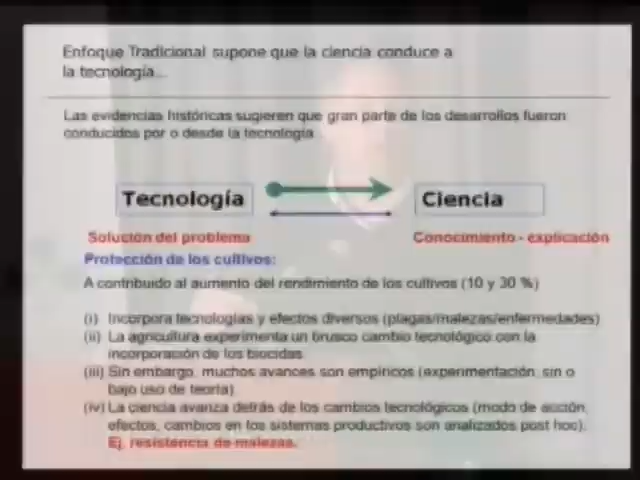 Enfoque Tradicional supone que la ciencia conduce a
la tecnología...
Las evidencias históricas sugieren que gran parte de los desarrollos fueron
conducidos por o desde la tecnología
Tecnología Ciencia
Solución del problema Conocimiento - explicación
Protección de los cultivos:
A contribuido al aumento del rendimiento de los cultivos (10 y 30 %)
(i) Incorpora tecnologías y efectos diversos (plagas/malezas/enfermedades)
(ii) La agricultura experimenta un brusco cambio tecnológico con la
incorporación de los biocidas.
(iii) Sin embargo, muchos avances son empíricos (experimentación, sin o
bajo uso de teoría)
(iv) La ciencia avanza detrás de los cambios tecnológicos (modo de acción,
efectos, cambios en los sistemas productivos son analizados post hoc).
Ej. resistencia de malezas.